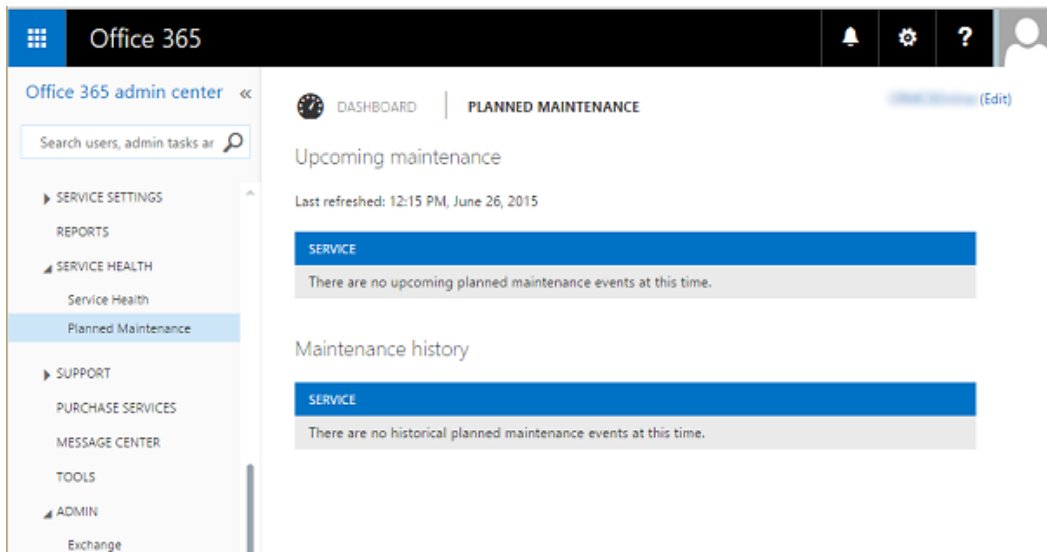 Office 365
?
Office 365 admin center «
Search users, admin tasks ar
SERVICE SETTINGS
REPORTS
SERVICE HEALTH
Service Health
Planned Maintenance
SUPPORT
PURCHASE SERVICES
MESSAGE CENTER
TOOLS
ADMIN
Exchange
DASHBOARD
PLANNED MAINTENANCE
(Edit)
Upcoming maintenance
Last refreshed: 12:15 PM, June 26, 2015
SERVICE
There are no upcoming planned maintenance events at this time.
Maintenance history
SERVICE
There are no historical planned maintenance events at this time.